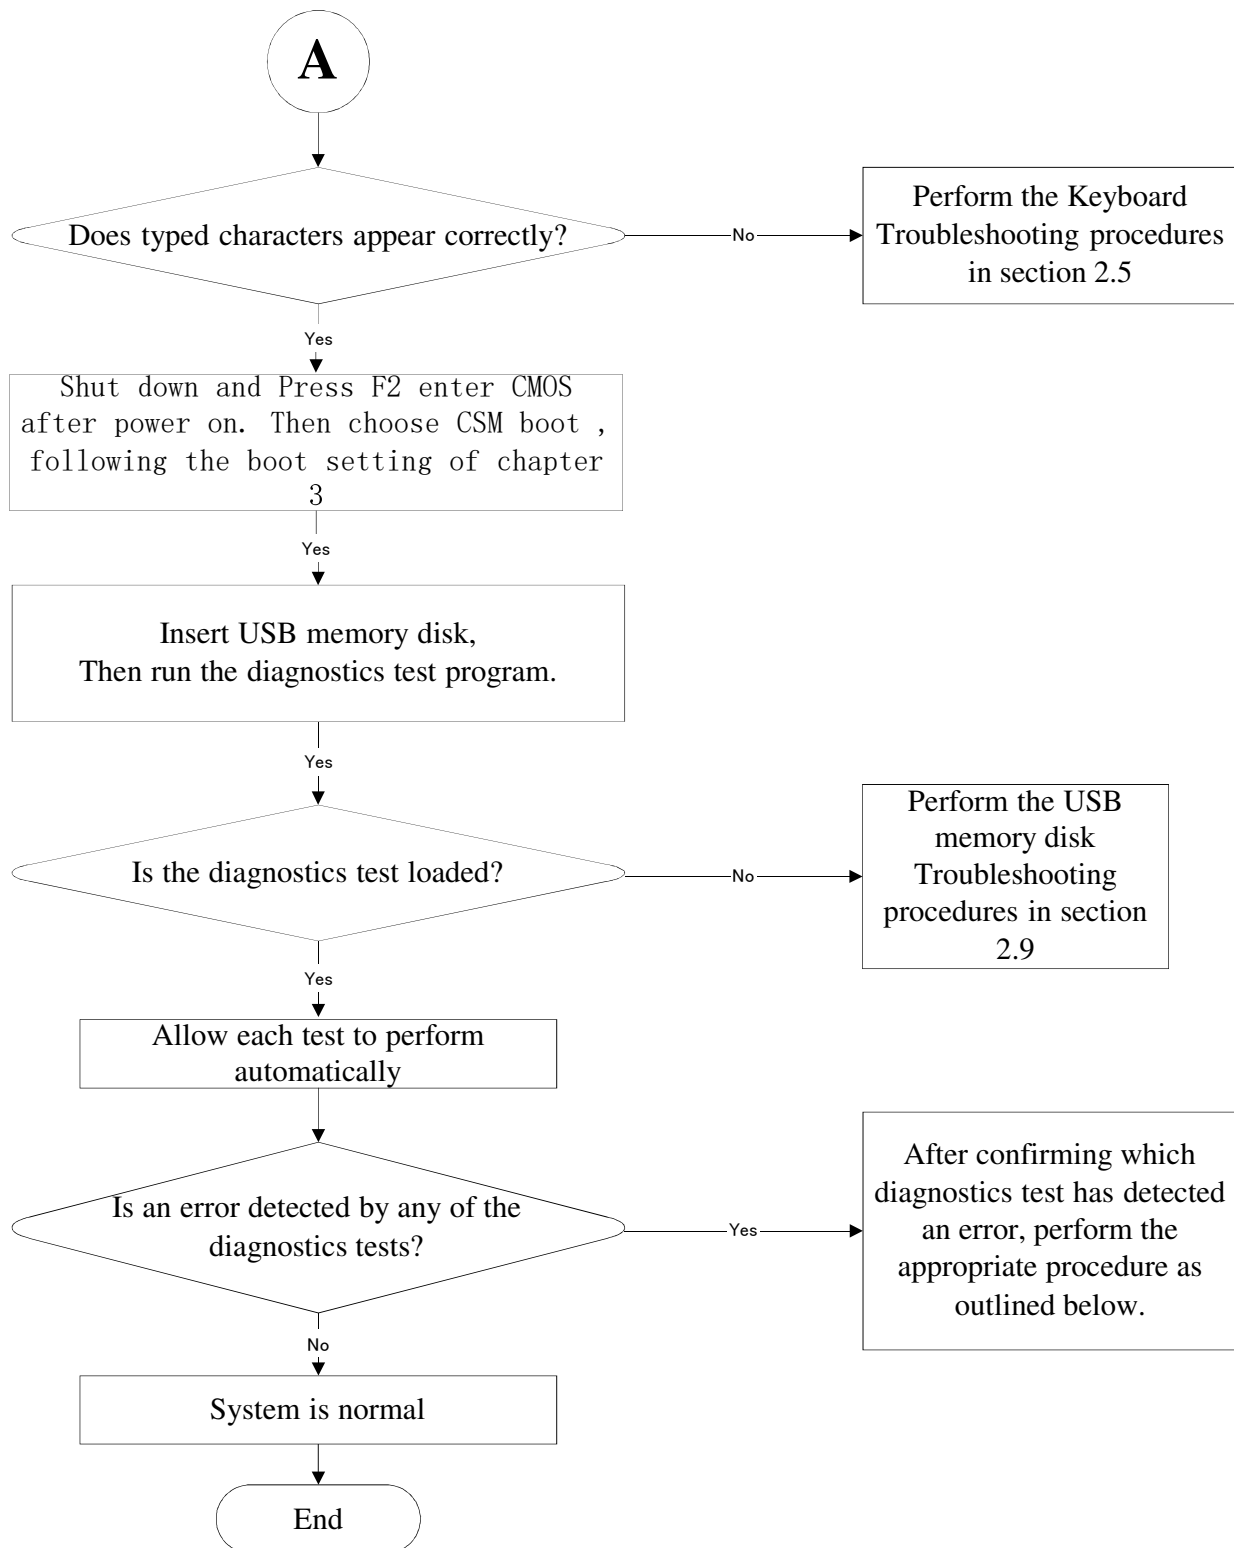 A
Does typed characters appear correctly?
No
Perform the Keyboard
Troubleshooting procedures
in section 2.5
Yes
Shut down and Press F2 enter CMOS
after power on. Then choose CSM boot ,
following the boot setting of chapter
3
Yes
Insert USB memory disk,
Then run the diagnostics test program.
Yes
Is the diagnostics test loaded?
No
Perform the USB
memory disk
Troubleshooting
procedures in section
2.9
Yes
Allow each test to perform
automatically
Is an error detected by any of the
diagnostics tests?
Yes
After confirming which
diagnostics test has detected
an error, perform the
appropriate procedure as
outlined below.
No
System is normal
End